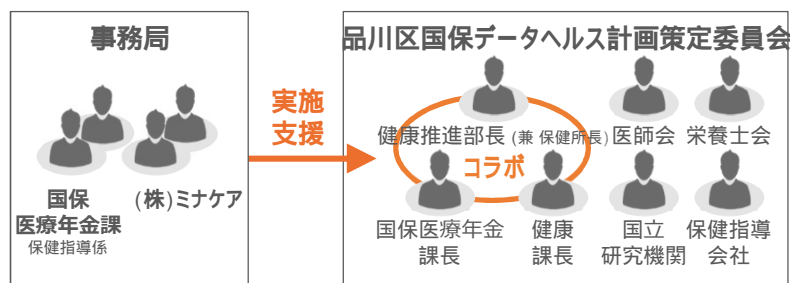 事務局
国保
医療年金課
保健指導係
(株)ミナケア
実施
支援
品川区国保データヘルス計画策定委員会
健康推進部長(兼 保健所長)
医師会
栄養士会
コラボ
国保医療年金
課長
健康
課長
国立
研究機関
保健指導
会社